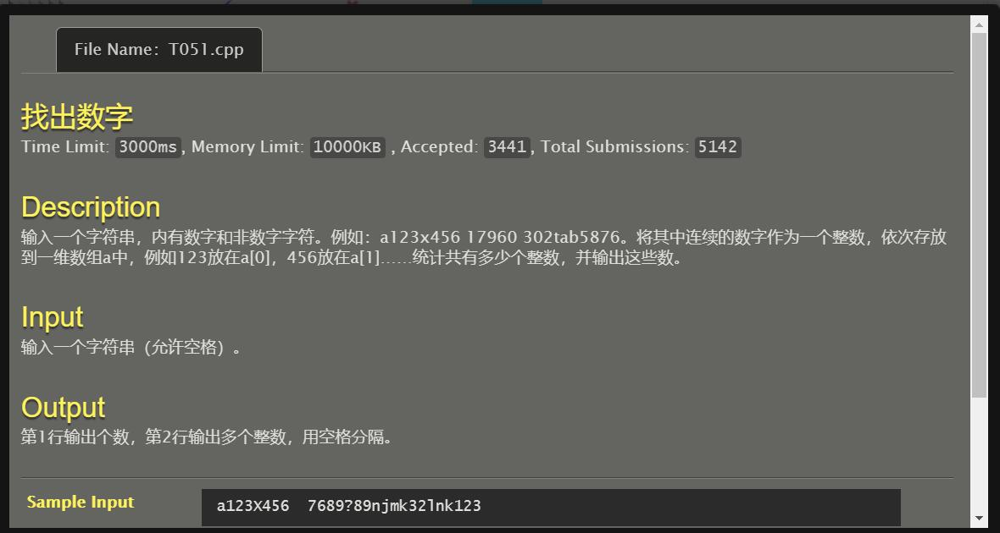 File Name: T051.cpp
找出数字
Time Limit: 3000ms, Memory Limit: 10000KB , Accepted: 3441, Total Submissions: 5142
Description
输入一个字符串，内有数字和非数字字符。例如：a123x456 17960 302tab5876。将其中连续的数字作为一个整数，依次存放
到一维数组a中，例如123放在a[0]，456放在a[1]……统计共有多少个整数，并输出这些数。
Input
输入一个字符串（允许空格）。
Output
第1行输出个数，第2行输出多个整数，用空格分隔。
Sample Input
a123X456  7689?89njmk32lnk123